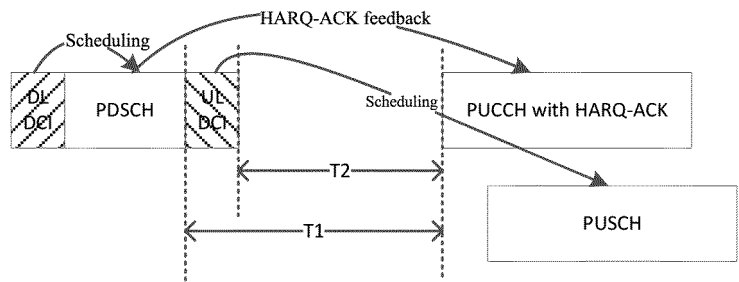 HARQ-ACK feedback
Scheduling
DL
DCI
PDSCH
UL
DCI
Scheduling
PUCCH with HARQ-ACK
T2
PUSCH
T1